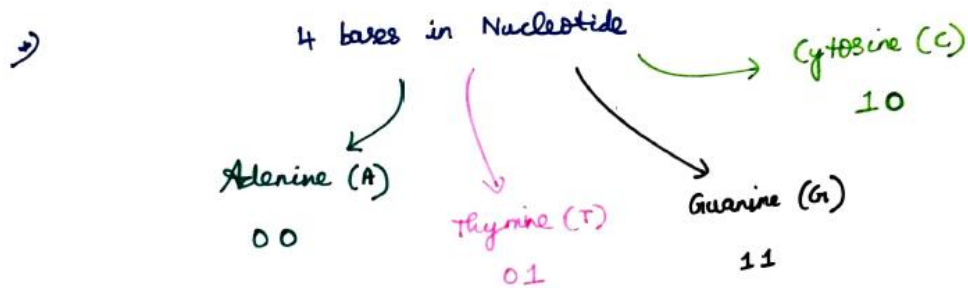 *) 4 bases in Nucleotide
Cytosine (C)
10
Adenine (A)
00
Thymine (T)
01
Guanine (G)
11